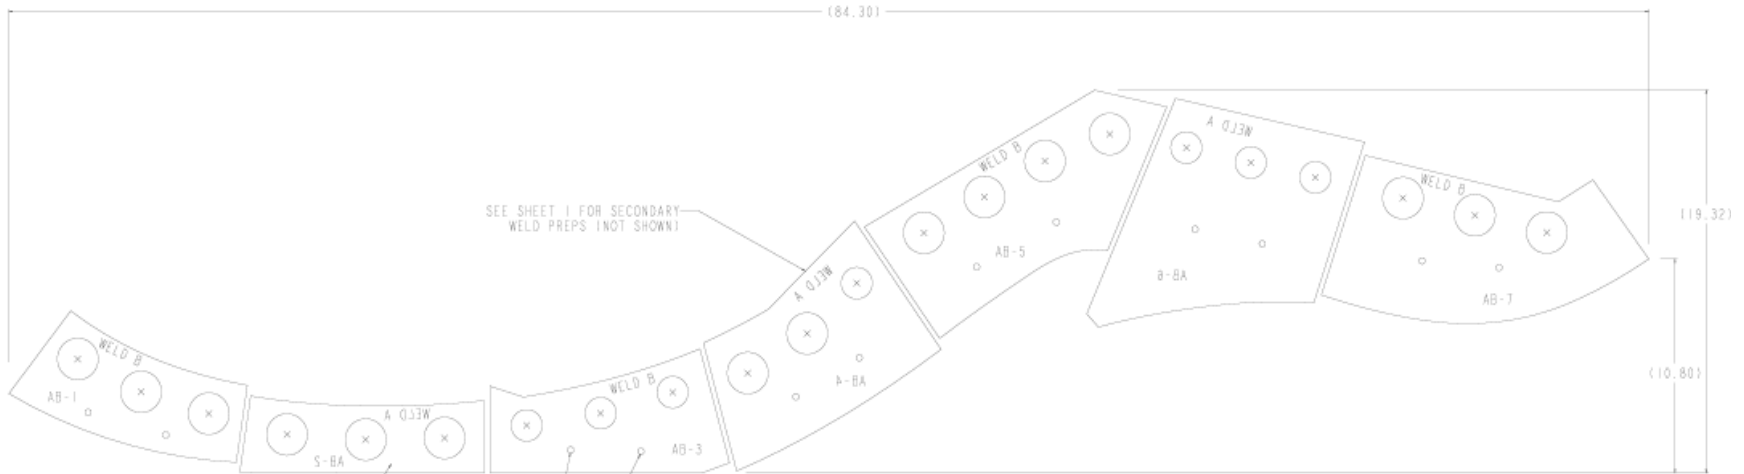 (84.30)
WELD A
WELD B
WELD B
(19.32)
SEE SHEET 1 FOR SECONDARY
WELD PREPS (NOT SHOWN)
AB-5
WELD A
AB-6
AB-7
WELD B
AB-4
(10.80)
WELD B
AB-1
WELD A
AB-3
AB-2